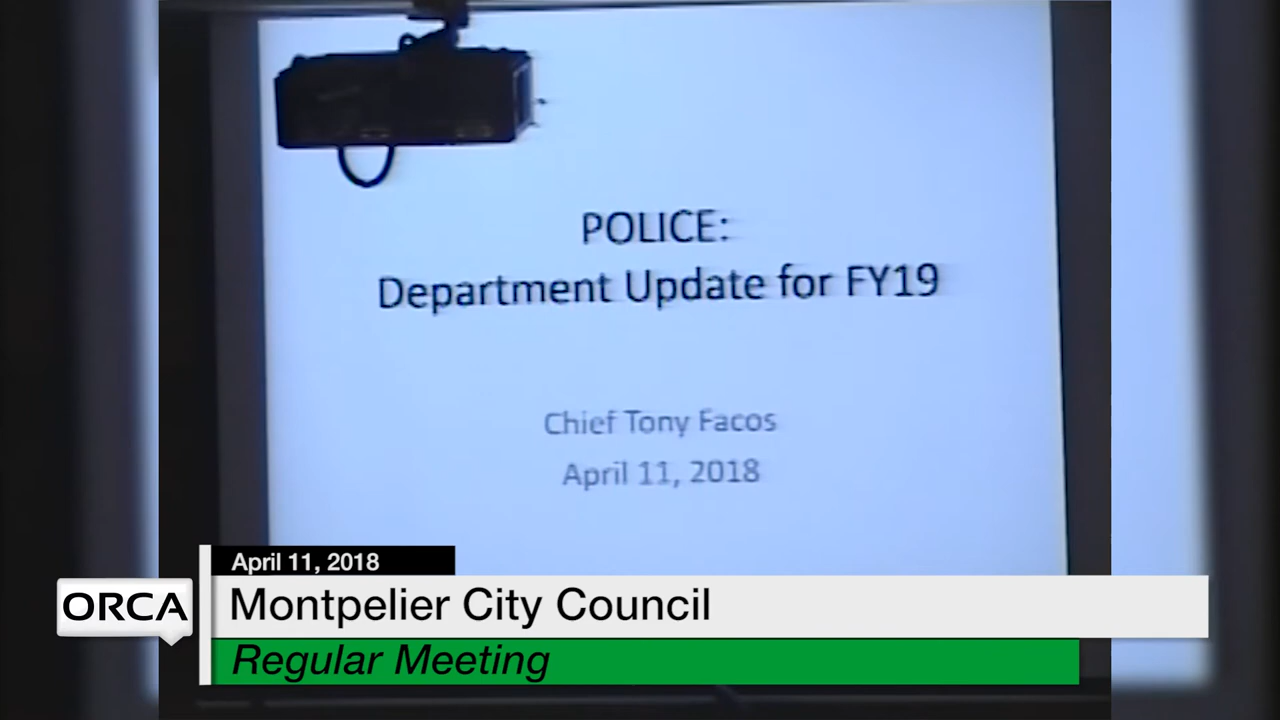 POLICE:
Department Update for FY19
Chief Tony Facos
April 11, 2018
April 11, 2018
ORCA
Montpelier City Council
Regular Meeting